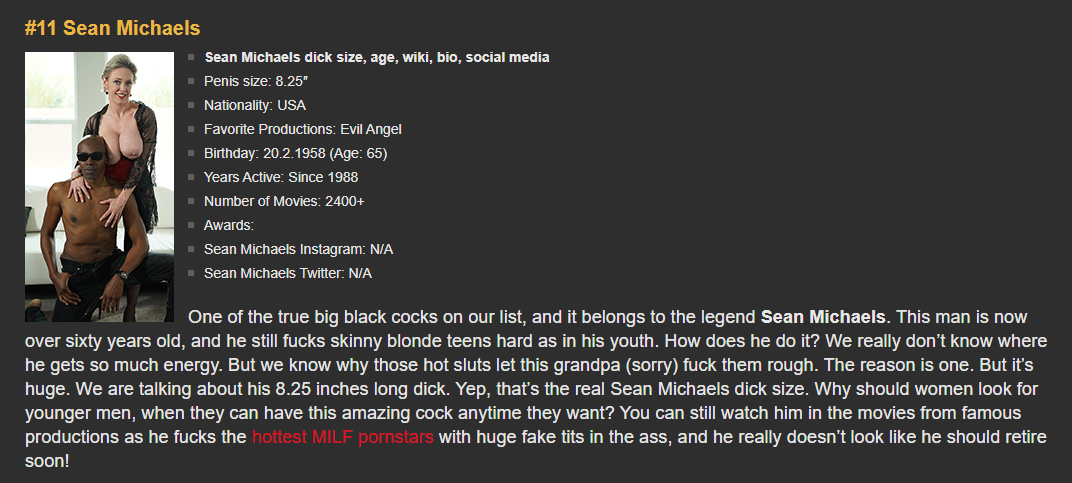 #11 Sean Michaels
Sean Michaels dick size, age, wiki, bio, social media
Penis size: 8.25″
Nationality: USA
Favorite Productions: Evil Angel
Birthday: 20.2.1958 (Age: 65)
Years Active: Since 1988
Number of Movies: 2400+
Awards:
Sean Michaels Instagram: N/A
Sean Michaels Twitter: N/A
One of the true big black cocks on our list, and it belongs to the legend Sean Michaels. This man is now
over sixty years old, and he still fucks skinny blonde teens hard as in his youth. How does he do it? We really don’t know where
he gets so much energy. But we know why those hot sluts let this grandpa (sorry) fuck them rough. The reason is one. But it’s
huge. We are talking about his 8.25 inches long dick. Yep, that’s the real Sean Michaels dick size. Why should women look for
younger men, when they can have this amazing cock anytime they want? You can still watch him in the movies from famous
productions as he fucks the hottest MILF pornstars with huge fake tits in the ass, and he really doesn’t look like he should retire
soon!